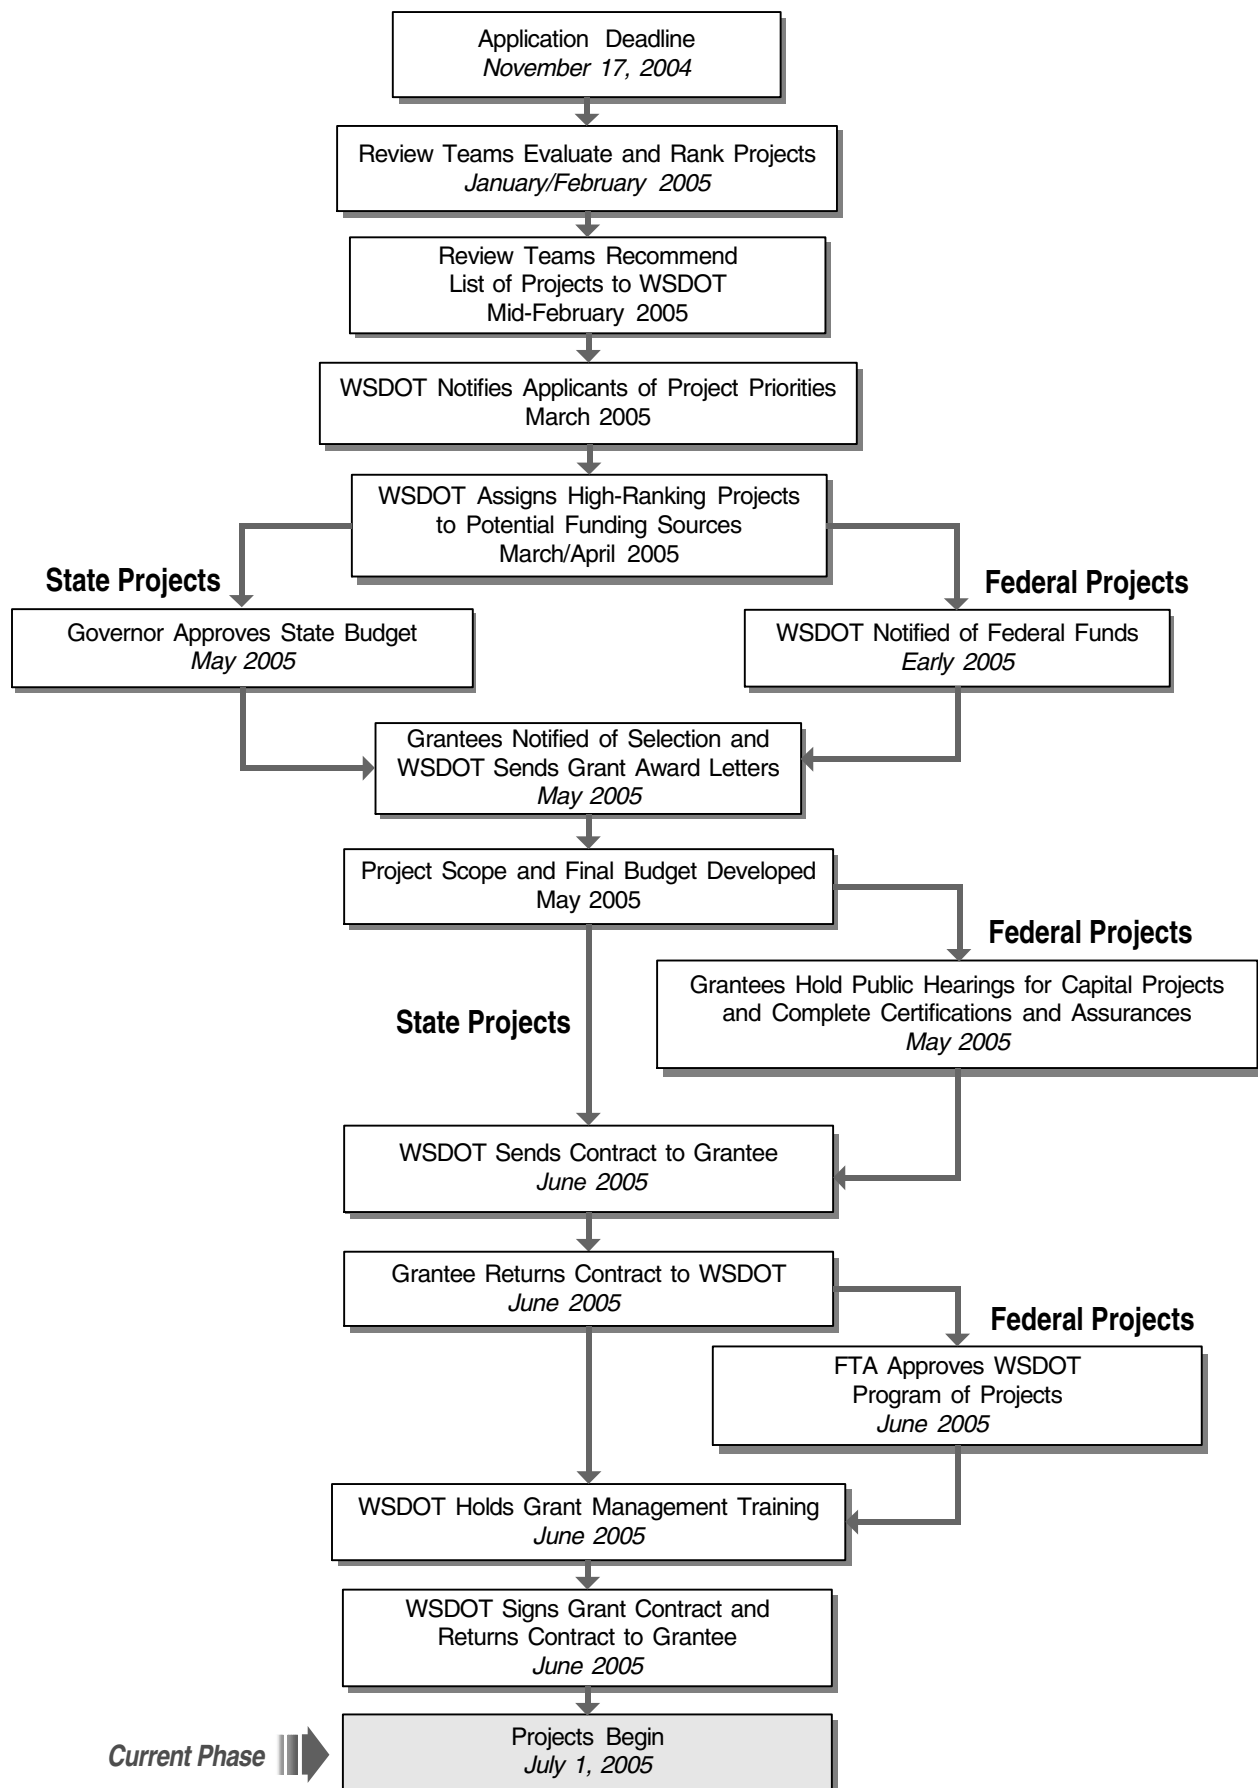 Application Deadline
November 17, 2004
Review Teams Evaluate and Rank Projects
January/February 2005
Review Teams Recommend
List of Projects to WSDOT
Mid-February 2005
WSDOT Notifies Applicants of Project Priorities
March 2005
WSDOT Assigns High-Ranking Projects
to Potential Funding Sources
March/April 2005
State Projects
Federal Projects
Governor Approves State Budget
May 2005
WSDOT Notified of Federal Funds
Early 2005
Grantees Notified of Selection and
WSDOT Sends Grant Award Letters
May 2005
Project Scope and Final Budget Developed
May 2005
Federal Projects
Grantees Hold Public Hearings for Capital Projects
and Complete Certifications and Assurances
May 2005
State Projects
WSDOT Sends Contract to Grantee
June 2005
Grantee Returns Contract to WSDOT
June 2005
Federal Projects
FTA Approves WSDOT
Program of Projects
June 2005
WSDOT Holds Grant Management Training
June 2005
WSDOT Signs Grant Contract and
Returns Contract to Grantee
June 2005
Current Phase
Projects Begin
July 1, 2005